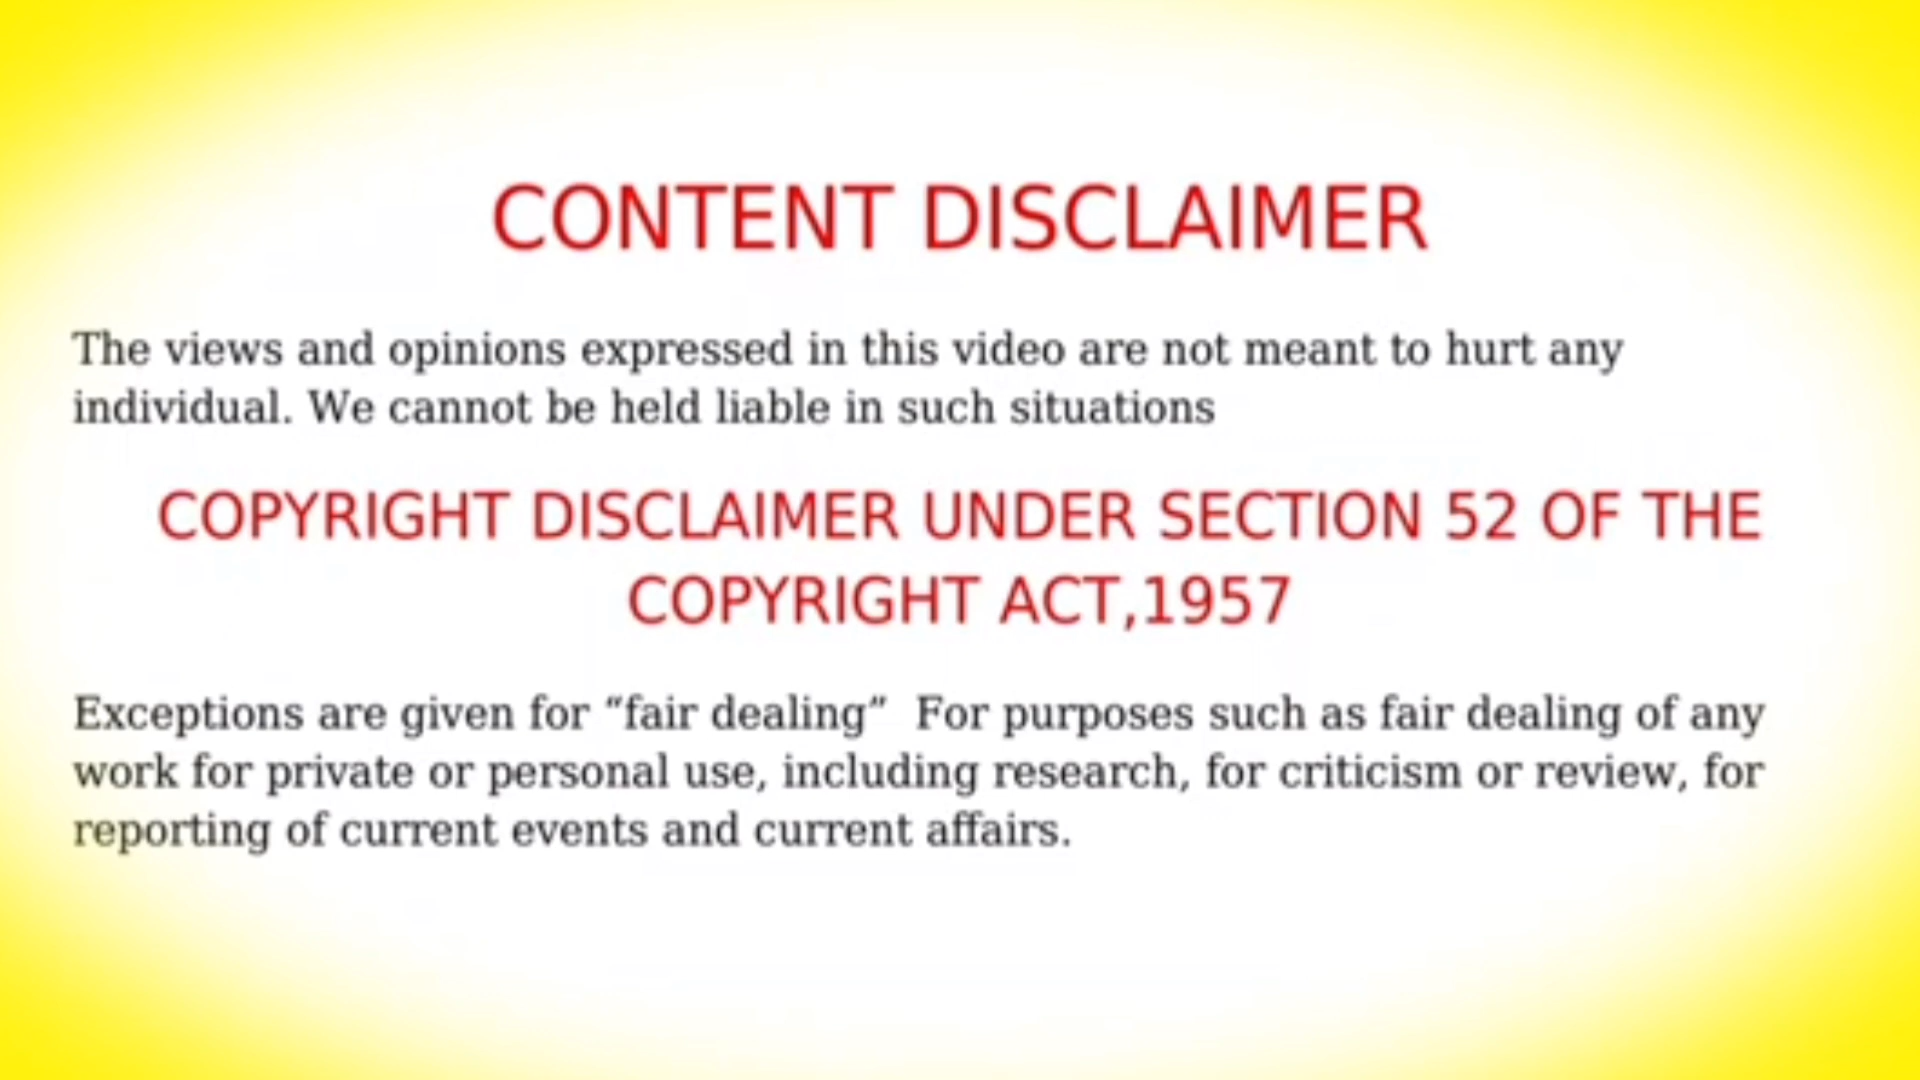 CONTENT DISCLAIMER
The views and opinions expressed in this video are not meant to hurt any
individual. We cannot be held liable in such situations
COPYRIGHT DISCLAIMER UNDER SECTION 52 OF THE
COPYRIGHT ACT,1957
Exceptions are given for “fair dealing”  For purposes such as fair dealing of any
work for private or personal use, including research, for criticism or review, for
reporting of current events and current affairs.